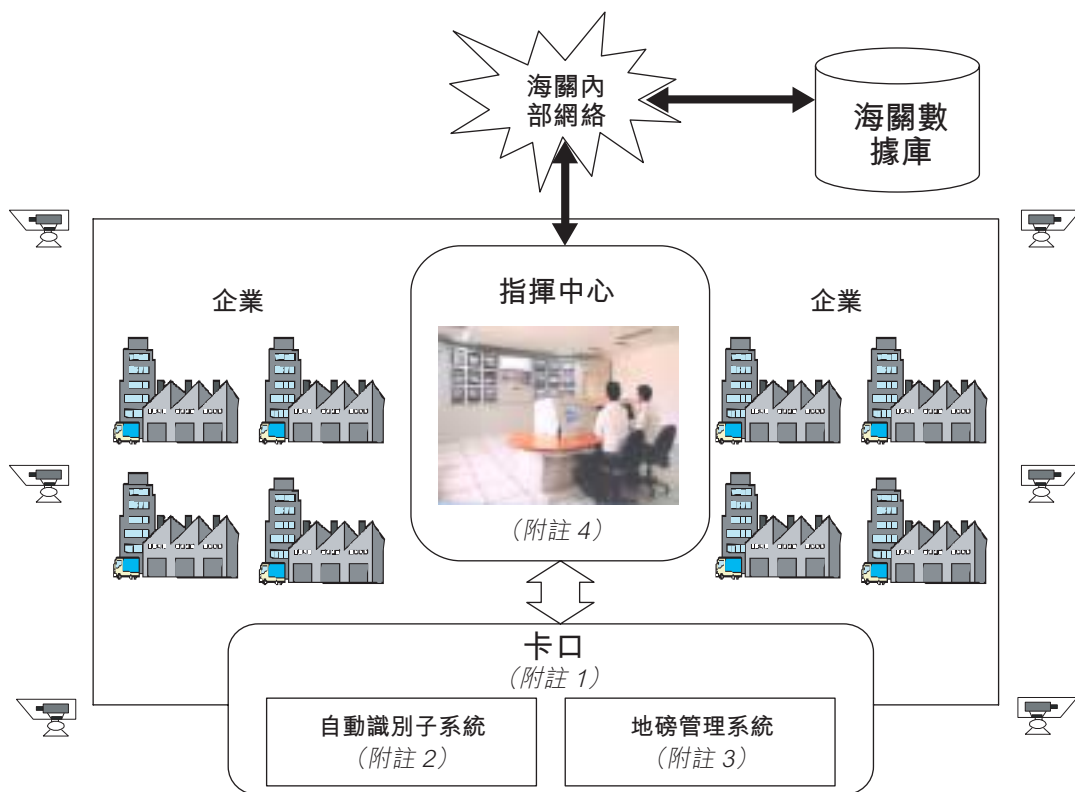 海關內
部網絡
海關數
據庫
指揮中心
企業
企業
（附註 4）
卡口
（附註 1）
自動識別子系統
（附註 2）
地磅管理系統
（附註 3）